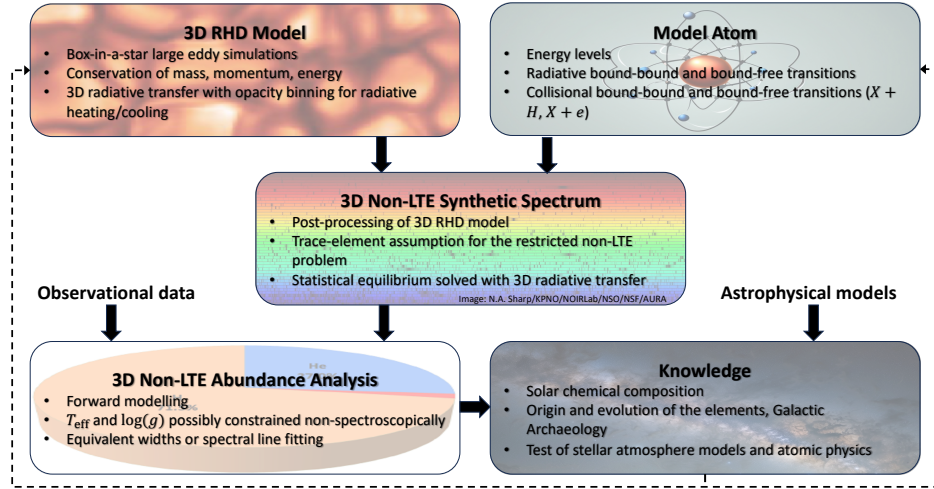 3D RHD Model
• Box-in-a-star large eddy simulations
• Conservation of mass, momentum, energy
• 3D radiative transfer with opacity binning for radiative
heating/cooling
Model Atom
• Energy levels
• Radiative bound-bound and bound-free transitions
• Collisional bound-bound and bound-free transitions (X +
H, X + e)
3D Non-LTE Synthetic Spectrum
• Post-processing of 3D RHD model
• Trace-element assumption for the restricted non-LTE
problem
• Statistical equilibrium solved with 3D radiative transfer
Image: N.A. Sharp/KPNO/NOIRLab/NSO/NSF/AURA
Observational data
Astrophysical models
He
3D Non-LTE Abundance Analysis
• Forward modelling
• T_eff and log(g) possibly constrained non-spectroscopically
• Equivalent widths or spectral line fitting
Knowledge
• Solar chemical composition
• Origin and evolution of the elements, Galactic
Archaeology
• Test of stellar atmosphere models and atomic physics